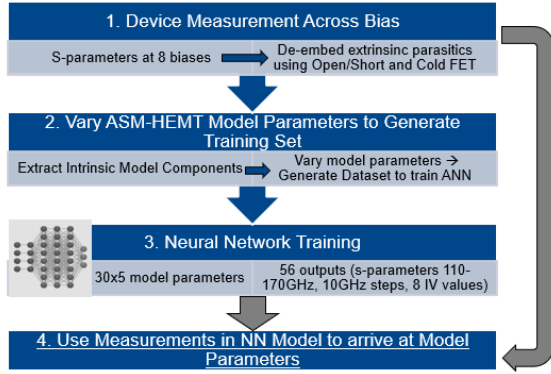 1. Device Measurement Across Bias
S-parameters at 8 biases
De-embed extrinsinc parasitics
using Open/Short and Cold FET
2. Vary ASM-HEMT Model Parameters to Generate
Training Set
Extract Intrinsic Model Components
Vary model parameters →
Generate Dataset to train ANN
3. Neural Network Training
30x5 model parameters
56 outputs (s-parameters 110-
170GHz, 10GHz steps, 8 IV values)
4. Use Measurements in NN Model to arrive at Model
Parameters